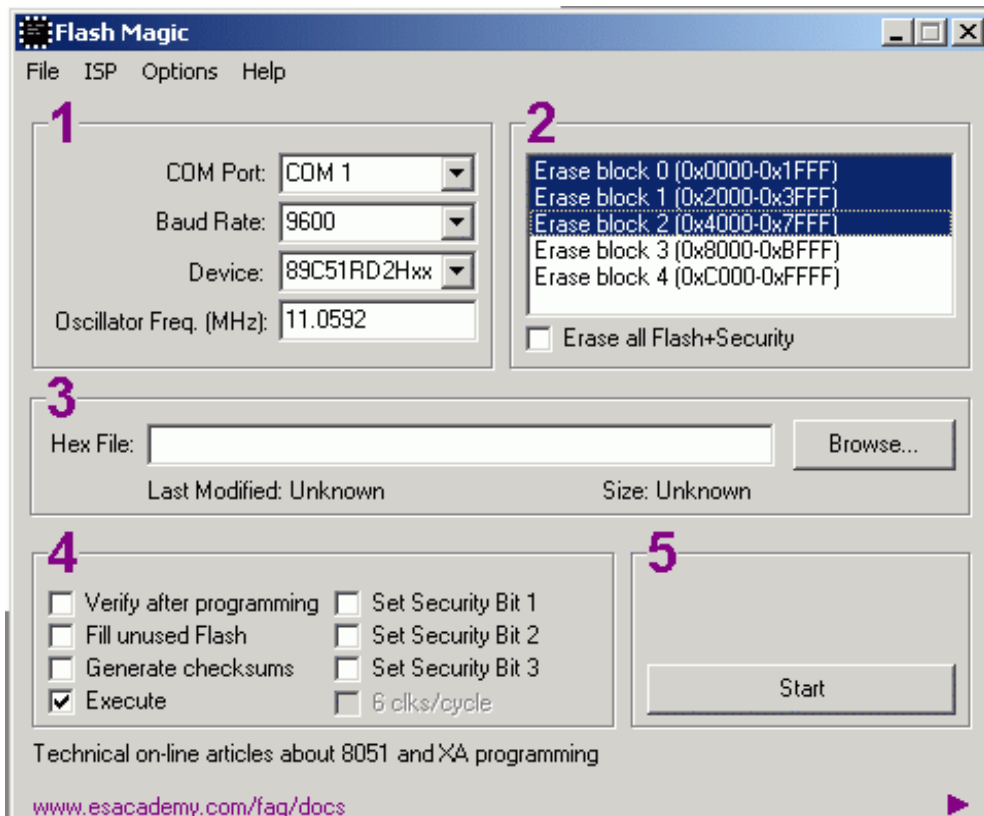 Flash Magic
File ISP Options Help
1
COM Port: COM 1
Baud Rate: 9600
Device: 89C51RD2Hxx
Oscillator Freq. (MHz): 11.0592
2
Erase block 0 (0x0000-0x1FFF)
Erase block 1 (0x2000-0x3FFF)
Erase block 2 (0x4000-0x7FFF)
Erase block 3 (0x8000-0xBFFF)
Erase block 4 (0xC000-0xFFFF)
Erase all Flash+Security
3
Hex File: Browse...
Last Modified: Unknown Size: Unknown
4
Verify after programming Set Security Bit 1
Fill unused Flash Set Security Bit 2
Generate checksums Set Security Bit 3
Execute 6 clks/cycle
5
Start
Technical on-line articles about 8051 and XA programming
www.esacademy.com/faq/docs